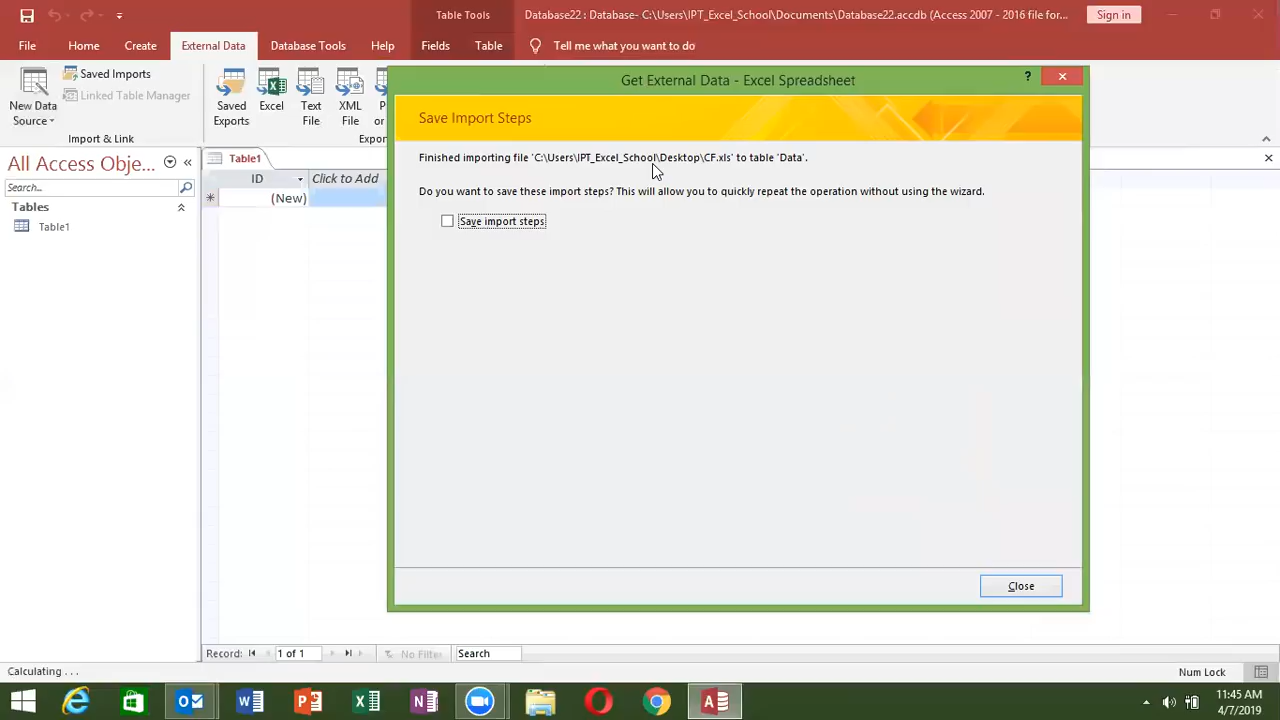 Table Tools
Database22 : Database- C:\Users\IPT_Excel_School\Documents\Database22.accdb (Access 2007 - 2016 file for...
Sign in
File
Home
Create
External Data
Database Tools
Help
Fields
Table
Tell me what you want to do
New Data Source
Saved Imports
Linked Table Manager
Import & Link
Saved Exports
Excel
Text File
XML File
Export
Get External Data - Excel Spreadsheet
?
Save Import Steps
Finished importing file 'C:\Users\IPT_Excel_School\Desktop\CF.xls' to table 'Data'.
Do you want to save these import steps? This will allow you to quickly repeat the operation without using the wizard.
Save import steps
Close
All Access Obje...
Search...
Tables
Table1
Table1
ID
Click to Add
(New)
Record:
1 of 1
No Filter
Search
Calculating . . .
Num Lock
11:45 AM
4/7/2019